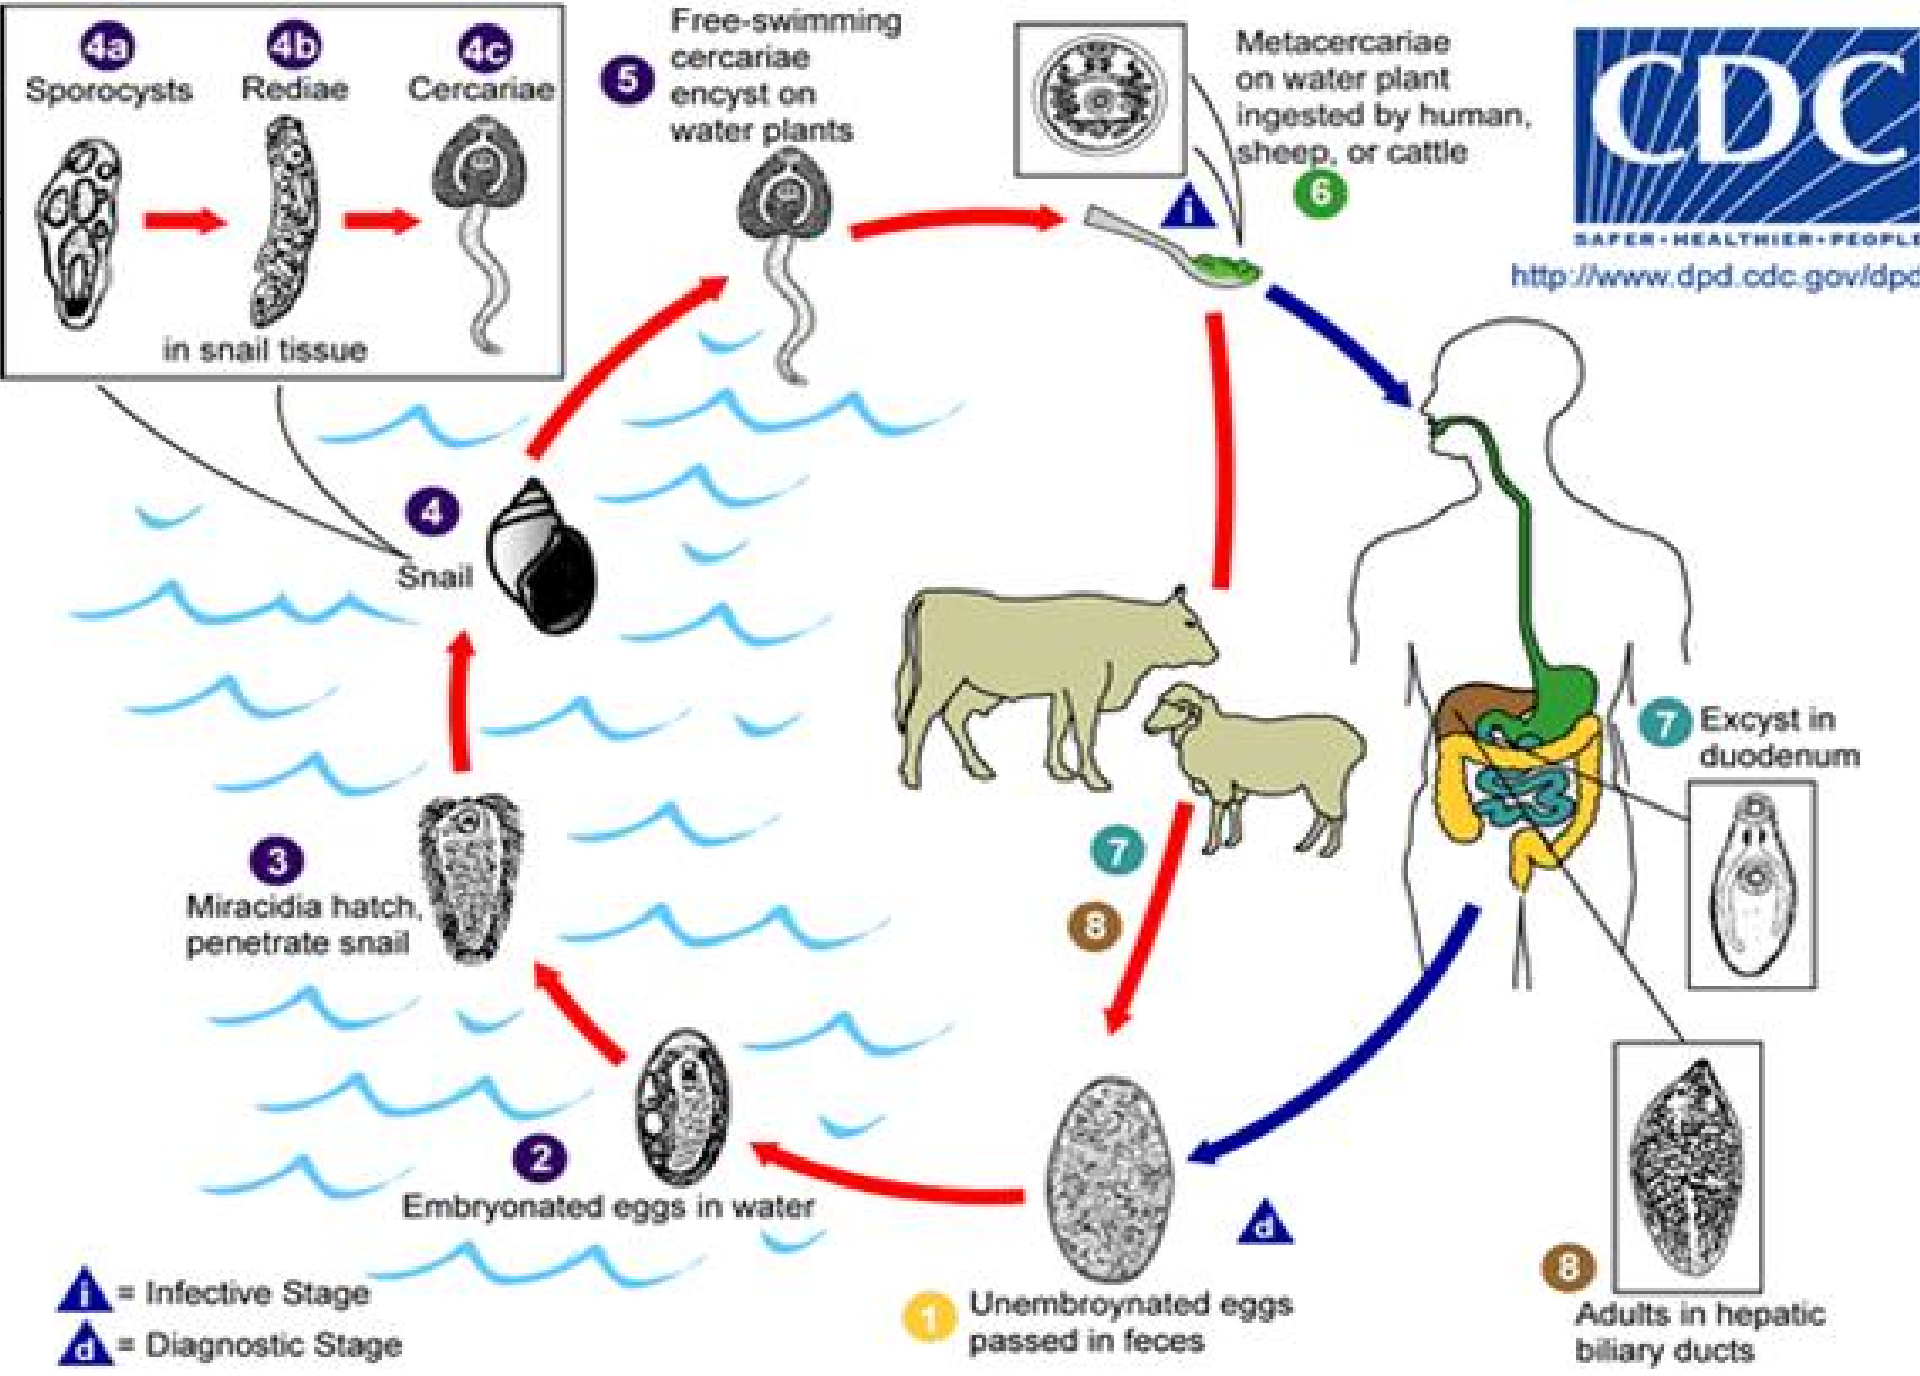 4a
Sporocysts
4b
Rediae
4c
Cercariae
in snail tissue
5
Free-swimming
cercariae
encyst on
water plants
i
Metacercariae
on water plant
ingested by human,
sheep, or cattle
6
CDC
SAFER•HEALTHIER•PEOPLE
http://www.dpd.cdc.gov/dpd
4
Snail
3
Miracidia hatch,
penetrate snail
2
Embryonated eggs in water
7
8
7
Excyst in
duodenum
d
1
Unembroynated eggs
passed in feces
8
Adults in hepatic
biliary ducts
i = Infective Stage
d = Diagnostic Stage